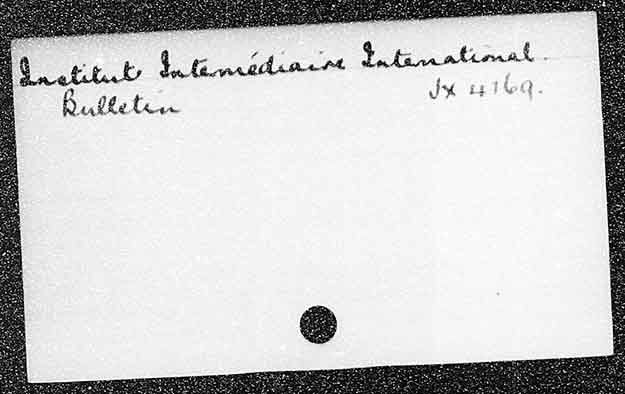 Institut Intermédiaire International.
Bulletin Jx 4169.